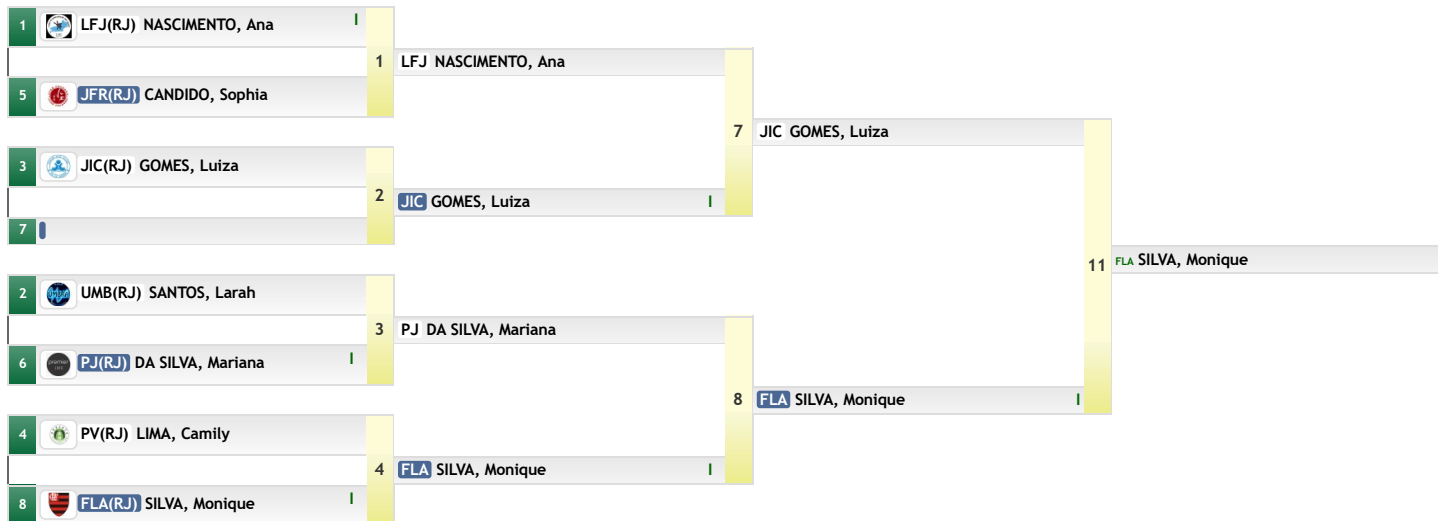 1 LFJ(RJ) NASCIMENTO, Ana I
1 LFJ NASCIMENTO, Ana
5 JFR(RJ) CANDIDO, Sophia
7 JIC GOMES, Luiza
3 JIC(RJ) GOMES, Luiza
2 JIC GOMES, Luiza I
7
11 FLA SILVA, Monique
2 UMB(RJ) SANTOS, Larah
3 PJ DA SILVA, Mariana
6 PJ(RJ) DA SILVA, Mariana I
8 FLA SILVA, Monique I
4 PV(RJ) LIMA, Camily
4 FLA SILVA, Monique I
8 FLA(RJ) SILVA, Monique I